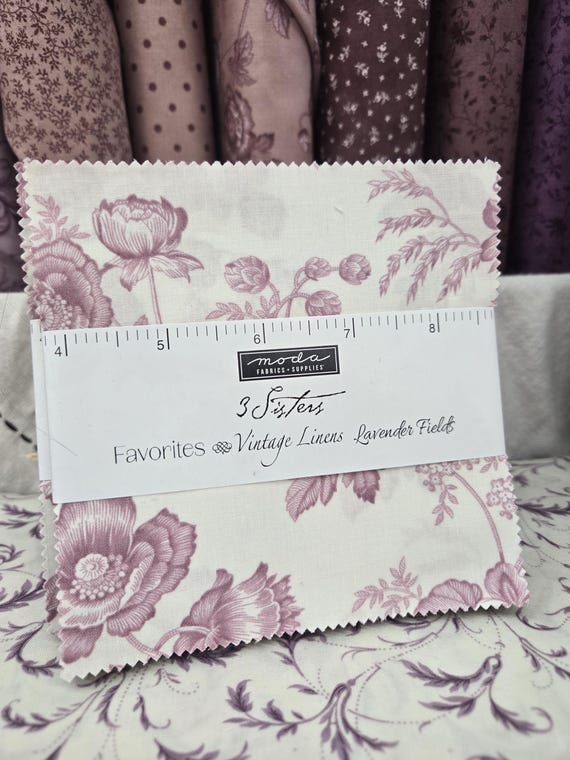 4 5 6 7 8
moda
FABRICS + SUPPLIES
3 Sisters
Favorites Vintage Linens Lavender Fields